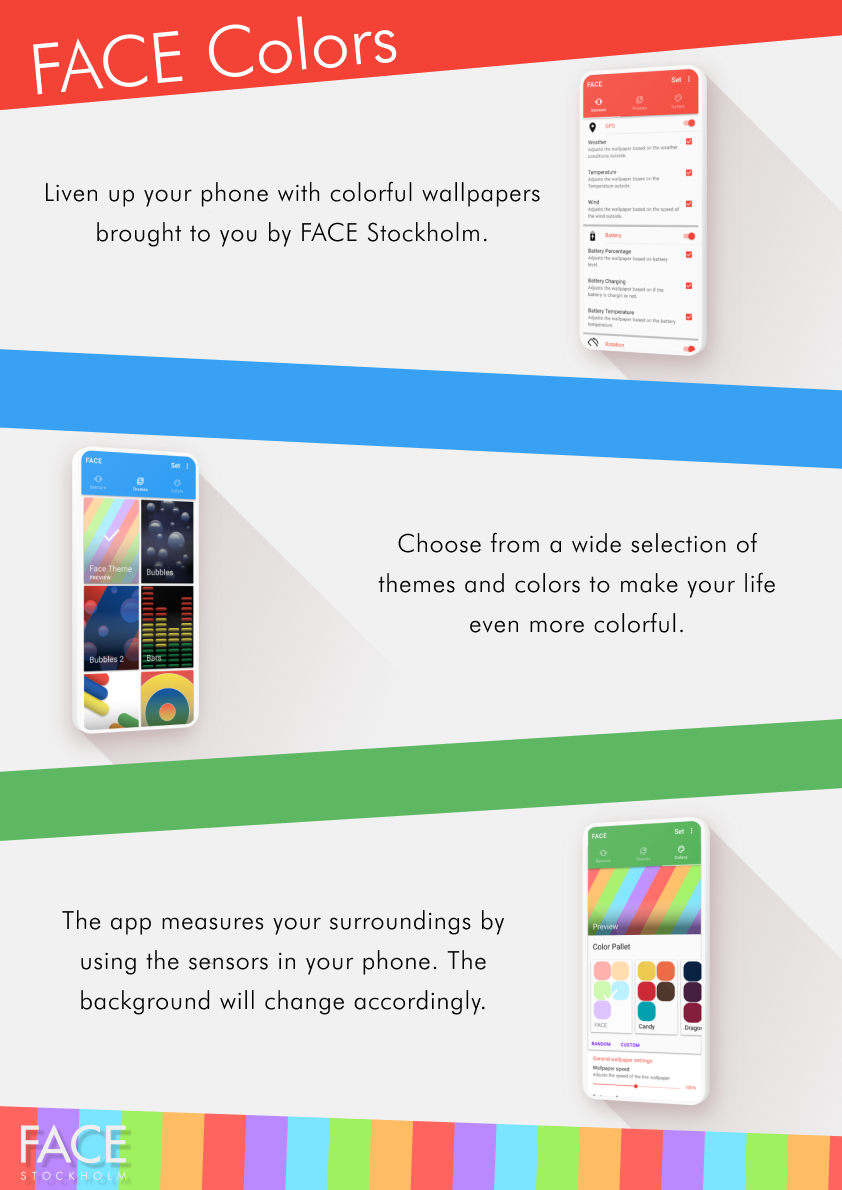 FACE Colors
Liven up your phone with colorful wallpapers
brought to you by FACE Stockholm.
FACE
Set
Sensors
Themes
Colors
GPS
Weather
Adjusts the wallpaper based on the weather
conditions outside.
Temperature
Adjusts the wallpaper bases on the
Temperature outside.
Wind
Adjusts the wallpaper based on the speed of
the wind outside.
Battery
Battery Percentage
Adjusts the wallpaper based on battery
level.
Battery Charging
Adjusts the wallpaper based on if the
battery is chargin or not.
Battery Temperature
Adjusts the wallpaper based on the battery
temperature.
Rotation
FACE
Set
Sensors
Themes
Colors
Face Theme
PREVIEW
Bubbles
Bubbles 2
Bars
Choose from a wide selection of
themes and colors to make your life
even more colorful.
The app measures your surroundings by
using the sensors in your phone. The
background will change accordingly.
FACE
Set
Sensors
Themes
Colors
Preview
Color Pallet
FACE
Candy
Dragon
RANDOM CUSTOM
General wallpaper settings
Wallpaper speed
Adjusts the speed of the live wallpaper
100%
FACE
STOCKHOLM